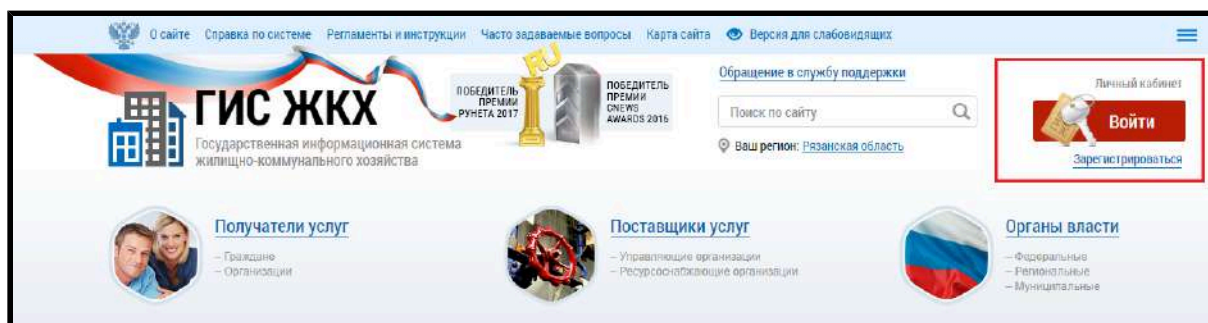 О сайте Справка по системе Регламенты и инструкции Часто задаваемые вопросы Карта сайта Версия для слабовидящих
RU
ПОБЕДИТЕЛЬ
ПРЕМИИ
РУНЕТА 2017
ПОБЕДИТЕЛЬ
ПРЕМИИ
CNEWS
AWARDS 2015
Обращение в службу поддержки
Личный кабинет
ГИС ЖКХ
Поиск по сайту
Войти
Государственная информационная система
жилищно-коммунального хозяйства
Ваш регион: Рязанская область
Зарегистрироваться
Получатели услуг
– Граждане
– Организации
Поставщики услуг
– Управляющие организации
– Ресурсоснабжающие организации
Органы власти
– Федеральные
– Региональные
– Муниципальные